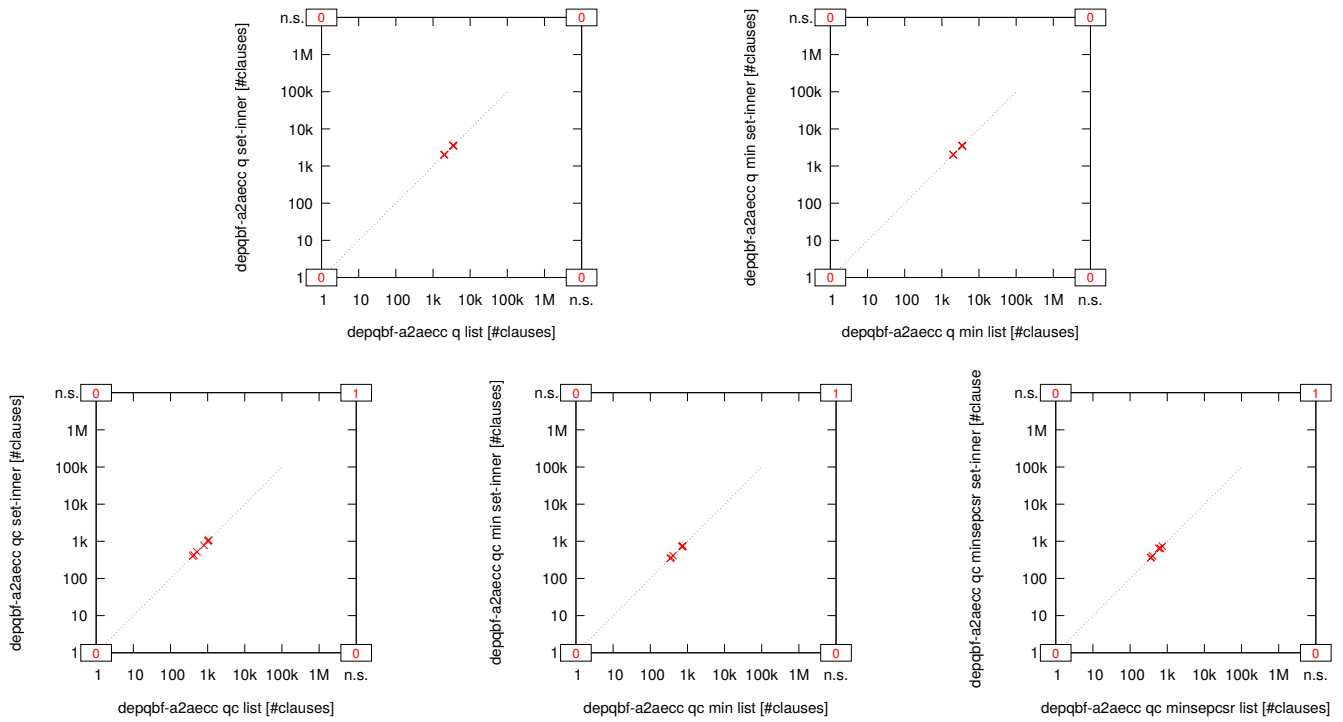 n.s. 0 0
1M
100k
10k
1k
100
10
1 0 0
1 10 100 1k 10k 100k 1M n.s.
depqbf-a2aecc q set-inner [#clauses]
depqbf-a2aecc q list [#clauses]
n.s. 0 0
1M
100k
10k
1k
100
10
1 0 0
1 10 100 1k 10k 100k 1M n.s.
depqbf-a2aecc q min set-inner [#clauses]
depqbf-a2aecc q min list [#clauses]
n.s. 0 1
1M
100k
10k
1k
100
10
1 0 0
1 10 100 1k 10k 100k 1M n.s.
depqbf-a2aecc qc set-inner [#clauses]
depqbf-a2aecc qc list [#clauses]
n.s. 0 1
1M
100k
10k
1k
100
10
1 0 0
1 10 100 1k 10k 100k 1M n.s.
depqbf-a2aecc qc min set-inner [#clauses]
depqbf-a2aecc qc min list [#clauses]
n.s. 0 1
1M
100k
10k
1k
100
10
1 0 0
1 10 100 1k 10k 100k 1M n.s.
depqbf-a2aecc qc minsepcsr set-inner [#clause
depqbf-a2aecc qc minsepcsr list [#clauses]